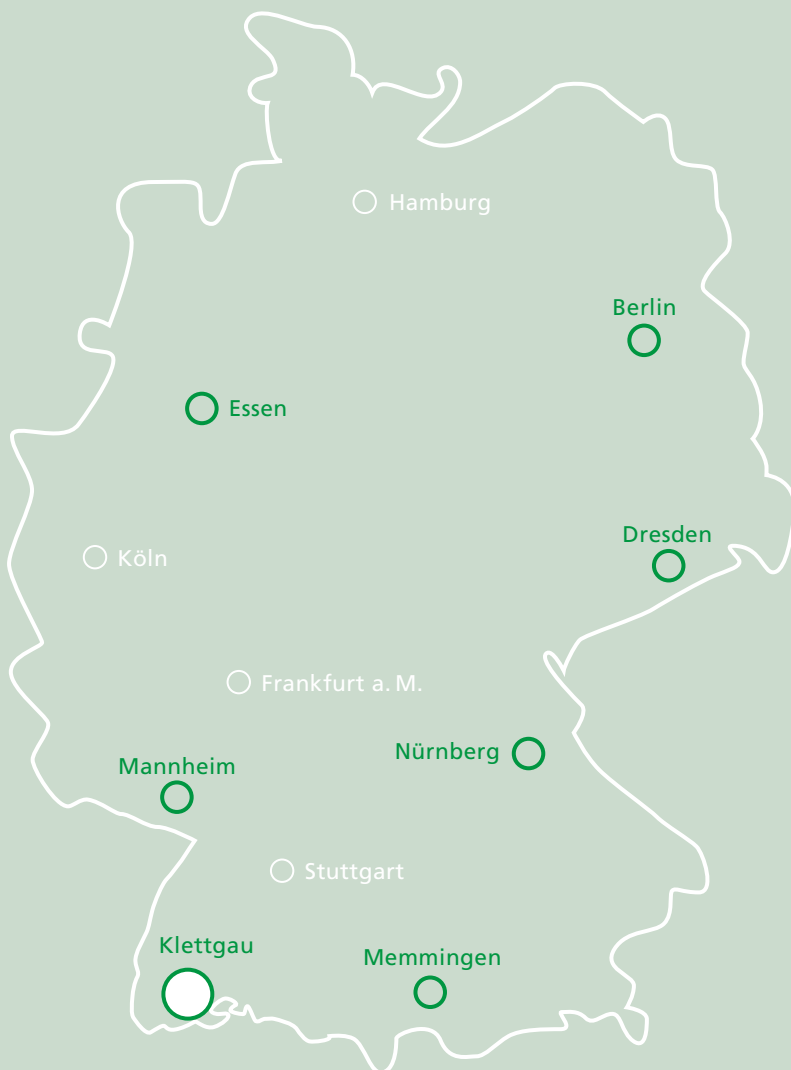 Hamburg
Berlin
Essen
Dresden
Köln
Frankfurt a. M.
Nürnberg
Mannheim
Stuttgart
Klettgau
Memmingen